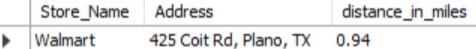 Store_Name Address distance_in_miles
Walmart 425 Coit Rd, Plano, TX 0.94